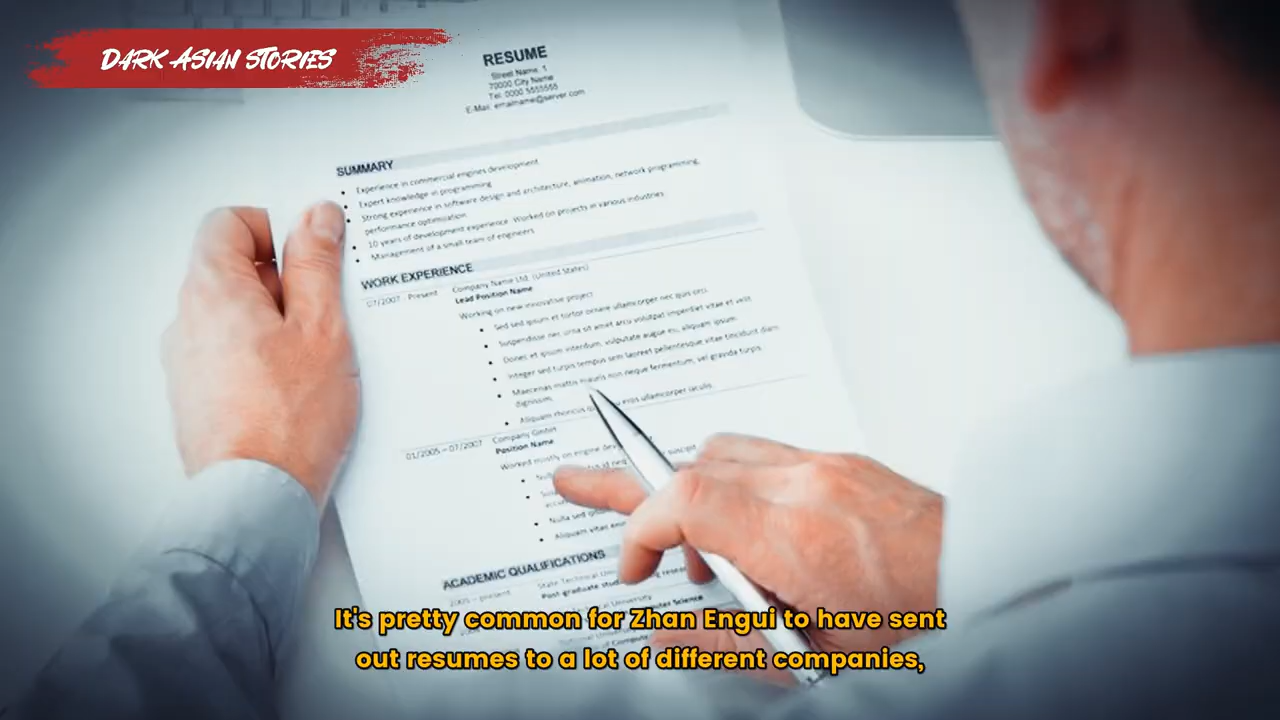 DARK ASIAN STORIES
RESUME
Street Name, 1
70000 City Name
Tel. 0000 5555555
E-Mail: emailname@server.com
SUMMARY
Experience in commercial engines development
Expert knowledge in programming
Strong experience in software design and architecture, animation, network programming,
performance optimization
10 years of development experience. Worked on projects in various industries
Management of a small team of engineers
WORK EXPERIENCE
07/2007 Present
Company Name Ltd. (United States)
Lead Position Name
Working on new innovative project
Sed sed ipsum et tortor ornare ullamcorper nec quis orci.
Suspendisse nec urna sit amet arcu volutpat imperdiet vitae et velit.
Donec et ipsum interdum, vulputate augue eu, aliquam ipsum.
Integer sed turpis tempus sem laoreet pellentesque vitae tincidunt diam.
Maecenas mattis mauris non neque fermentum, vel gravida turpis
dignissim.
Aliquam rhoncus eros ullamcorper iaculis.
01/2005 – 07/2007
Company GmbH
Position Name
Worked mostly on engine
Nulla sed
Aliquam vitae
ACADEMIC QUALIFICATIONS
2005 – present
State Technical
Post-graduate
Technical University
Computer Science
It's pretty common for Zhan Engui to have sent
out resumes to a lot of different companies,